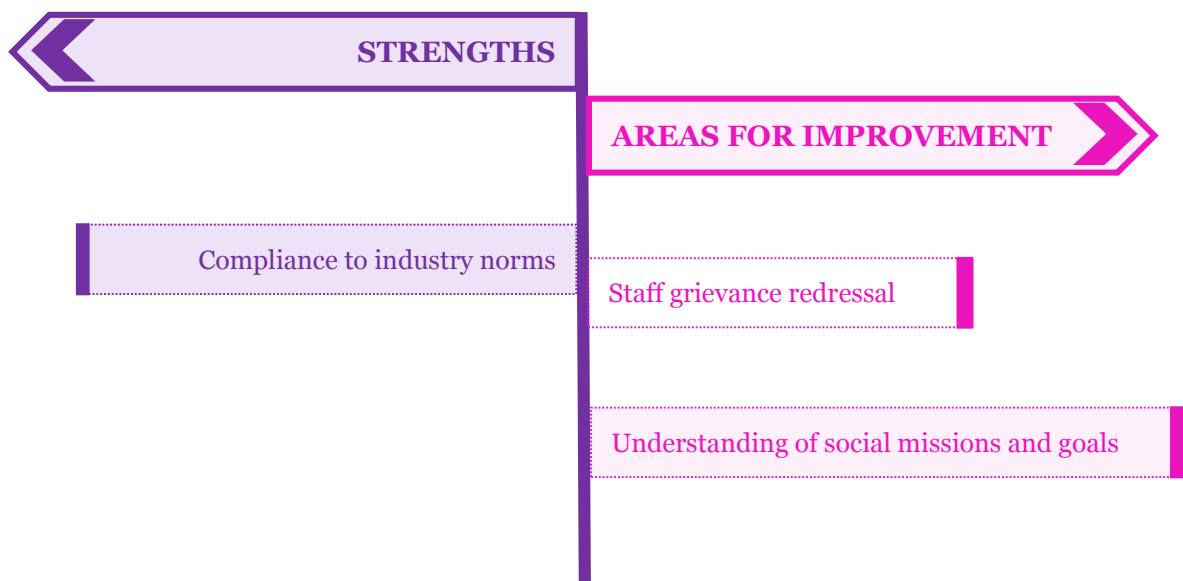 STRENGTHS
AREAS FOR IMPROVEMENT
Compliance to industry norms
Staff grievance redressal
Understanding of social missions and goals